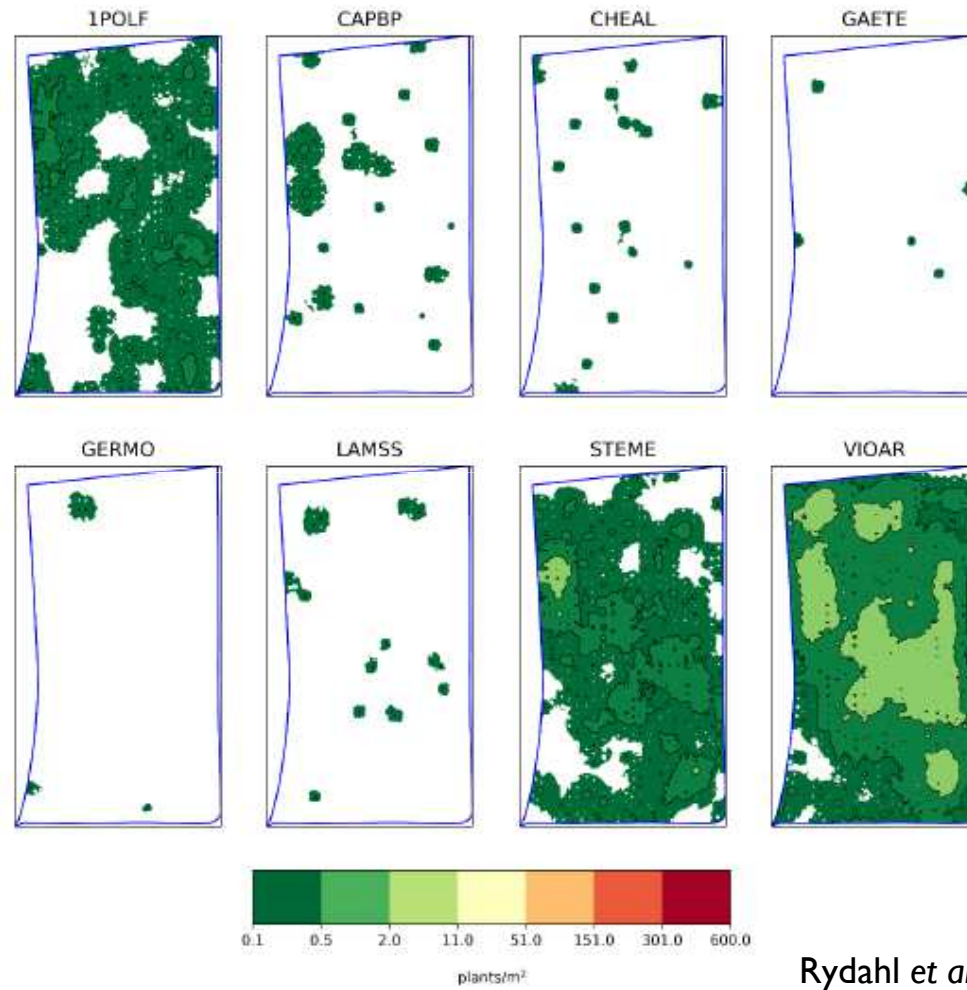 1POLF CAPBP CHEAL GAETE
GERMO LAMSS STEME VIOAR
0.1 0.5 2.0 11.0 51.0 151.0 301.0 600.0
plants/m²
Rydahl et al